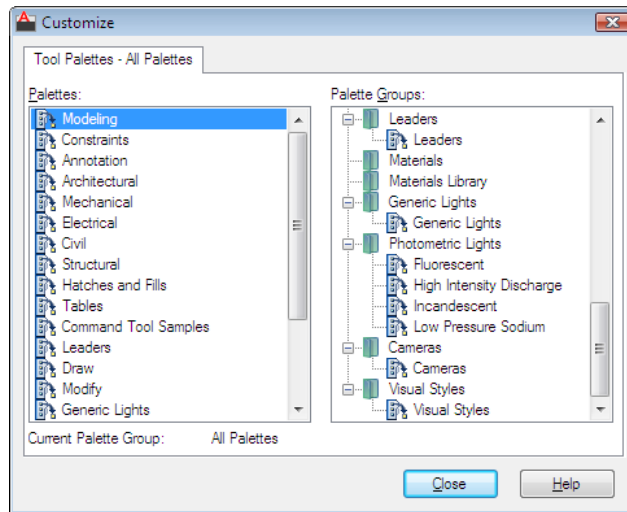 Customize
Tool Palettes - All Palettes
Palettes:
Modeling
Constraints
Annotation
Architectural
Mechanical
Electrical
Civil
Structural
Hatches and Fills
Tables
Command Tool Samples
Leaders
Draw
Modify
Generic Lights
Palette Groups:
Leaders
Leaders
Materials
Materials Library
Generic Lights
Generic Lights
Photometric Lights
Fluorescent
High Intensity Discharge
Incandescent
Low Pressure Sodium
Cameras
Cameras
Visual Styles
Visual Styles
Current Palette Group: All Palettes
Close Help